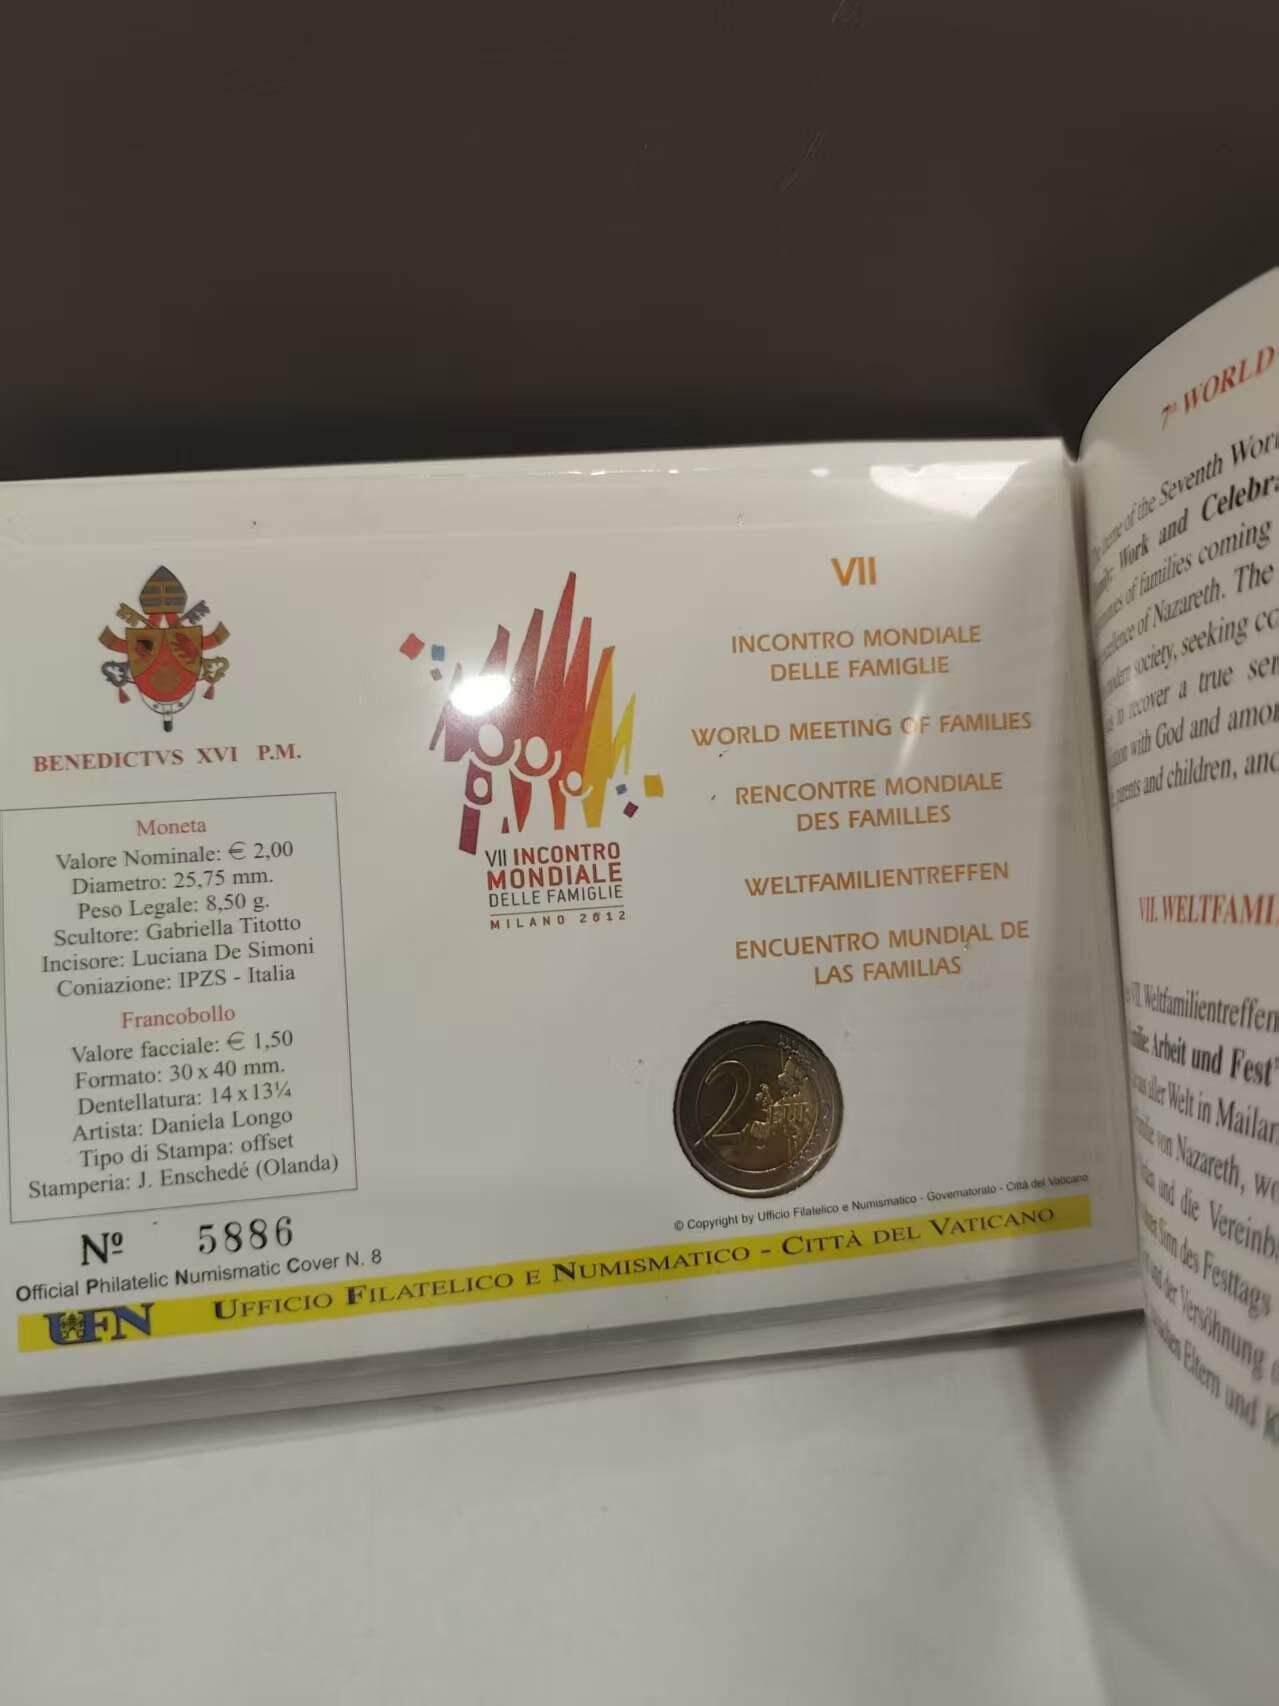 BENEDICTVS XVI P.M.
Moneta
Valore Nominale: € 2,00
Diametro: 25,75 mm.
Peso Legale: 8,50 g.
Scultore: Gabriella Titotto
Incisore: Luciana De Simoni
Coniazione: IPZS - Italia
Francobollo
Valore facciale: € 1,50
Formato: 30 x 40 mm.
Dentellatura: 14 x 13¼
Artista: Daniela Longo
Tipo di Stampa: offset
Stamperia: J. Enschedé (Olanda)
Nº 5886
Official Philatelic Numismatic Cover N. 8
UFN UFFICIO FILATELICO E NUMISMATICO - CITTÀ DEL VATICANO
VII INCONTRO
MONDIALE
DELLE FAMIGLIE
MILANO 2012
VII
INCONTRO MONDIALE
DELLE FAMIGLIE
WORLD MEETING OF FAMILIES
RENCONTRE MONDIALE
DES FAMILLES
WELTFAMILIENTREFFEN
ENCUENTRO MUNDIAL DE
LAS FAMILIAS
2 EURO
© Copyright by Ufficio Filatelico e Numismatico - Governatorato - Città del Vaticano
7º WORLD
of the Seventh
Work and
of families coming
of Nazareth. The
modern society, seeking
to recover a true
with God and
parents and children, and
VII. WELTFAMI
VII. Weltfamilientreffen
Arbeit und Fest"
aus aller Welt in
von Nazareth,
und die
Sinn des Festtags
und der Versöhnung
Eltern und